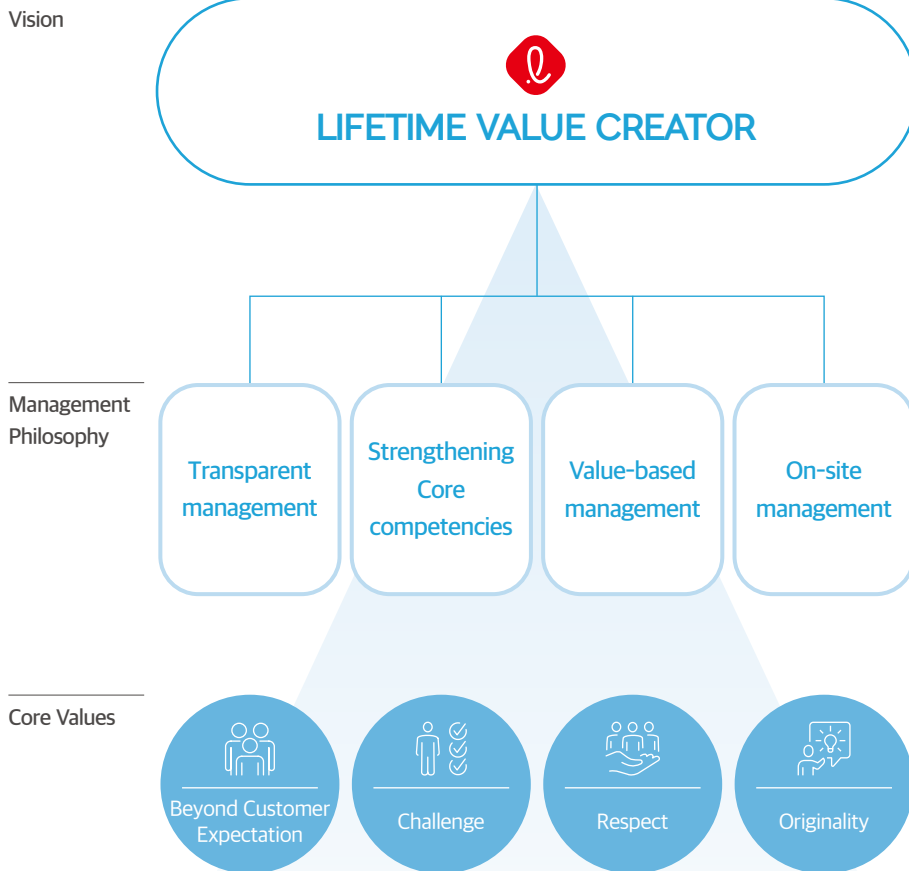 Vision
LIFETIME VALUE CREATOR
Management
Philosophy
Transparent
management
Strengthening
Core
competencies
Value-based
management
On-site
management
Core Values
Beyond Customer
Expectation
Challenge
Respect
Originality